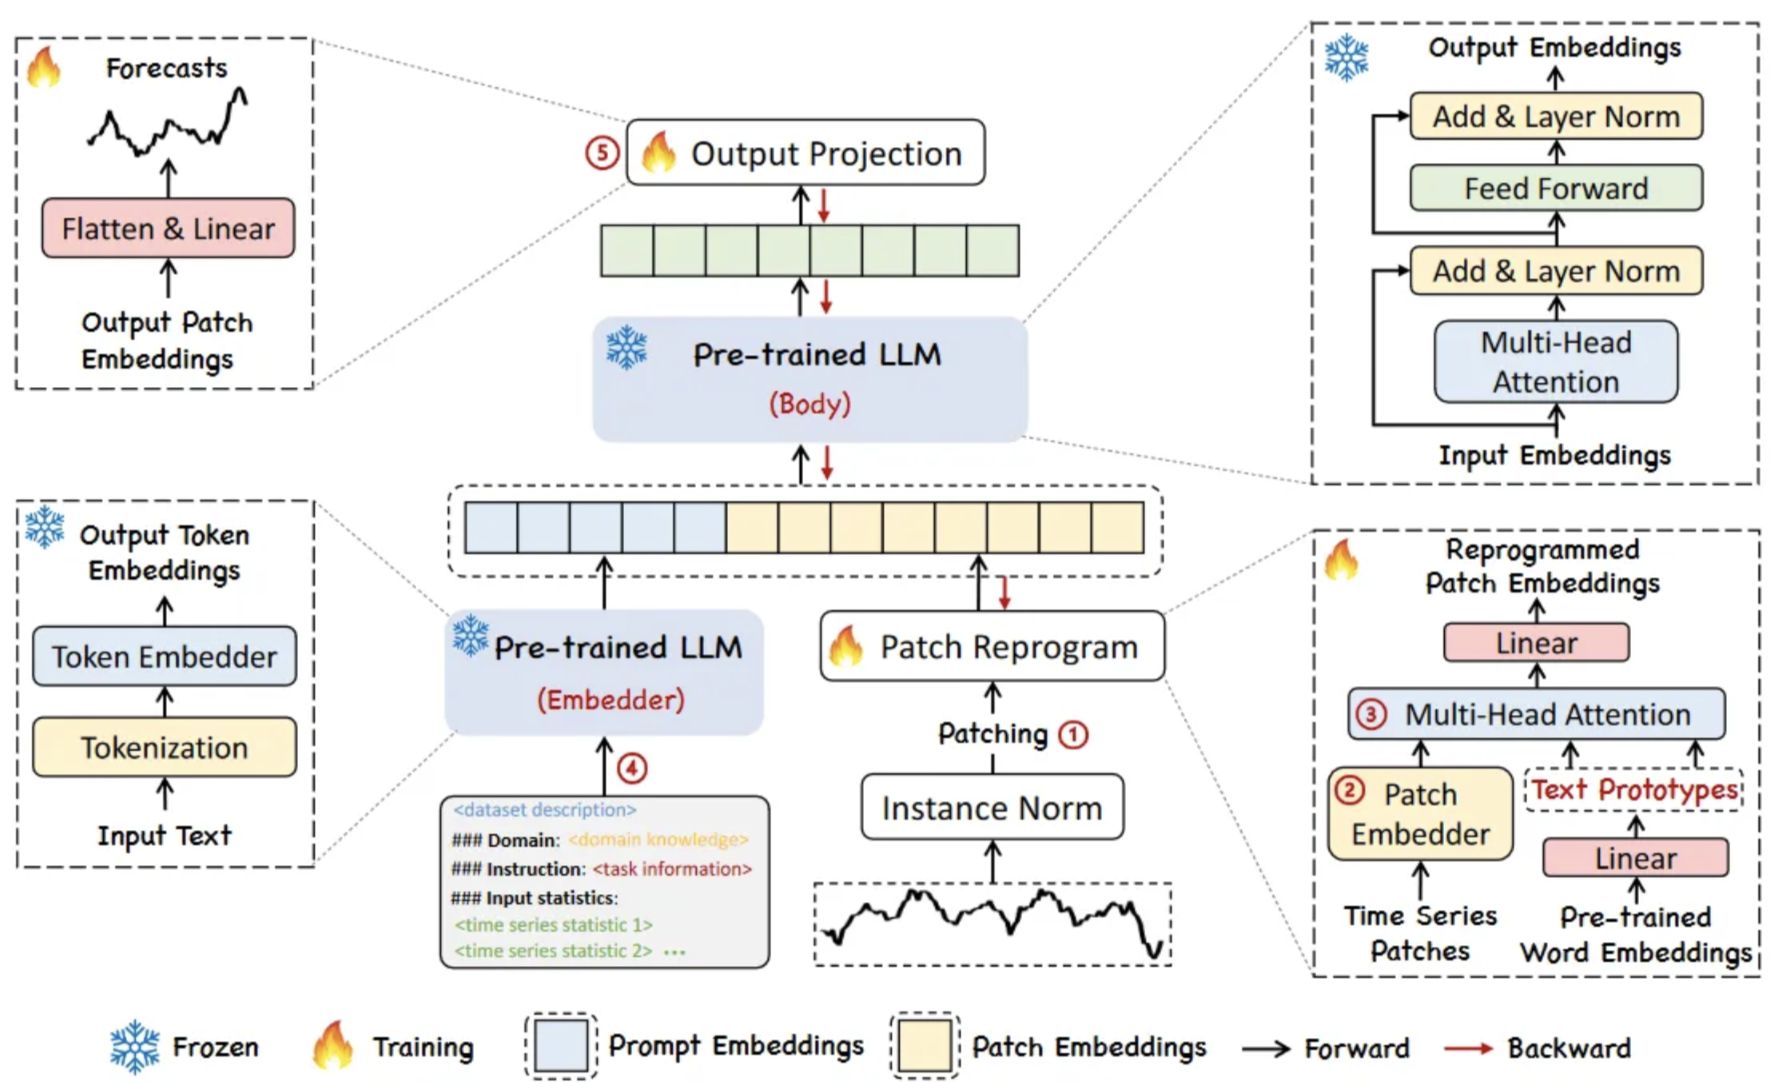 Forecasts
Flatten & Linear
Output Patch
Embeddings
⑤
Output Projection
Pre-trained LLM
(Body)
Output Embeddings
Add & Layer Norm
Feed Forward
Add & Layer Norm
Multi-Head
Attention
Input Embeddings
Output Token
Embeddings
Token Embedder
Tokenization
Input Text
Pre-trained LLM
(Embedder)
④
<dataset description>
### Domain: <domain knowledge>
### Instruction: <task information>
### Input statistics:
<time series statistic 1>
<time series statistic 2> ...
Patch Reprogram
Patching ①
Instance Norm
Reprogrammed
Patch Embeddings
Linear
③ Multi-Head Attention
② Patch
Embedder
Text Prototypes
Linear
Time Series
Patches
Pre-trained
Word Embeddings
Frozen
Training
Prompt Embeddings
Patch Embeddings
Forward
Backward